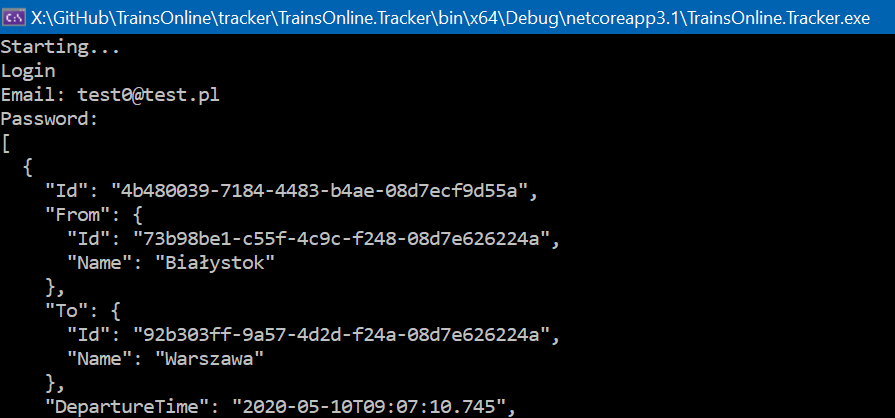 X:\GitHub\TrainsOnline\tracker\TrainsOnline.Tracker\bin\x64\Debug\netcoreapp3.1\TrainsOnline.Tracker.exe
Starting...
Login
Email: test0@test.pl
Password:
[
  {
    "Id": "4b480039-7184-4483-b4ae-08d7ecf9d55a",
    "From": {
      "Id": "73b98be1-c55f-4c9c-f248-08d7e626224a",
      "Name": "Białystok"
    },
    "To": {
      "Id": "92b303ff-9a57-4d2d-f24a-08d7e626224a",
      "Name": "Warszawa"
    },
    "DepartureTime": "2020-05-10T09:07:10.745",